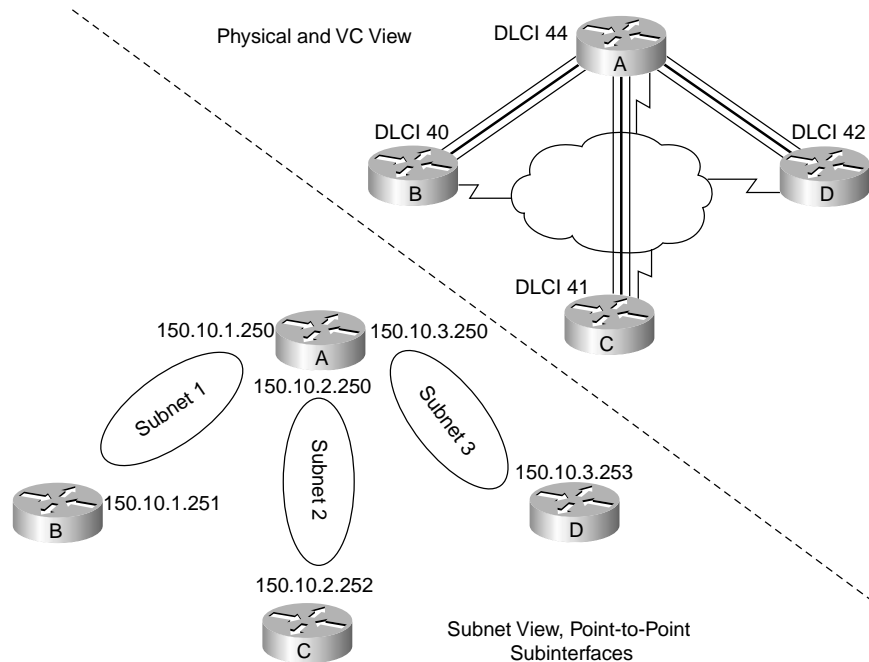 Physical and VC View
DLCI 44
A
DLCI 40
B
DLCI 42
D
DLCI 41
C
150.10.1.250
A
150.10.3.250
150.10.2.250
Subnet 1
Subnet 2
Subnet 3
B
150.10.1.251
150.10.3.253
D
150.10.2.252
C
Subnet View, Point-to-Point
Subinterfaces